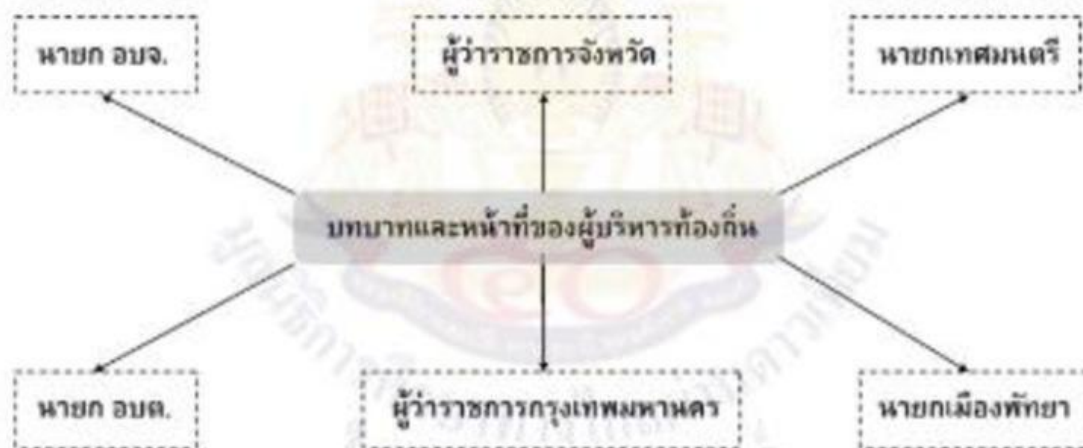 นายก อบจ.
ผู้ว่าราชการจังหวัด
นายกเทศมนตรี
บทบาทและหน้าที่ของผู้บริหารท้องถิ่น
นายก อบต.
ผู้ว่าราชการกรุงเทพมหานคร
นายกเมืองพัทยา